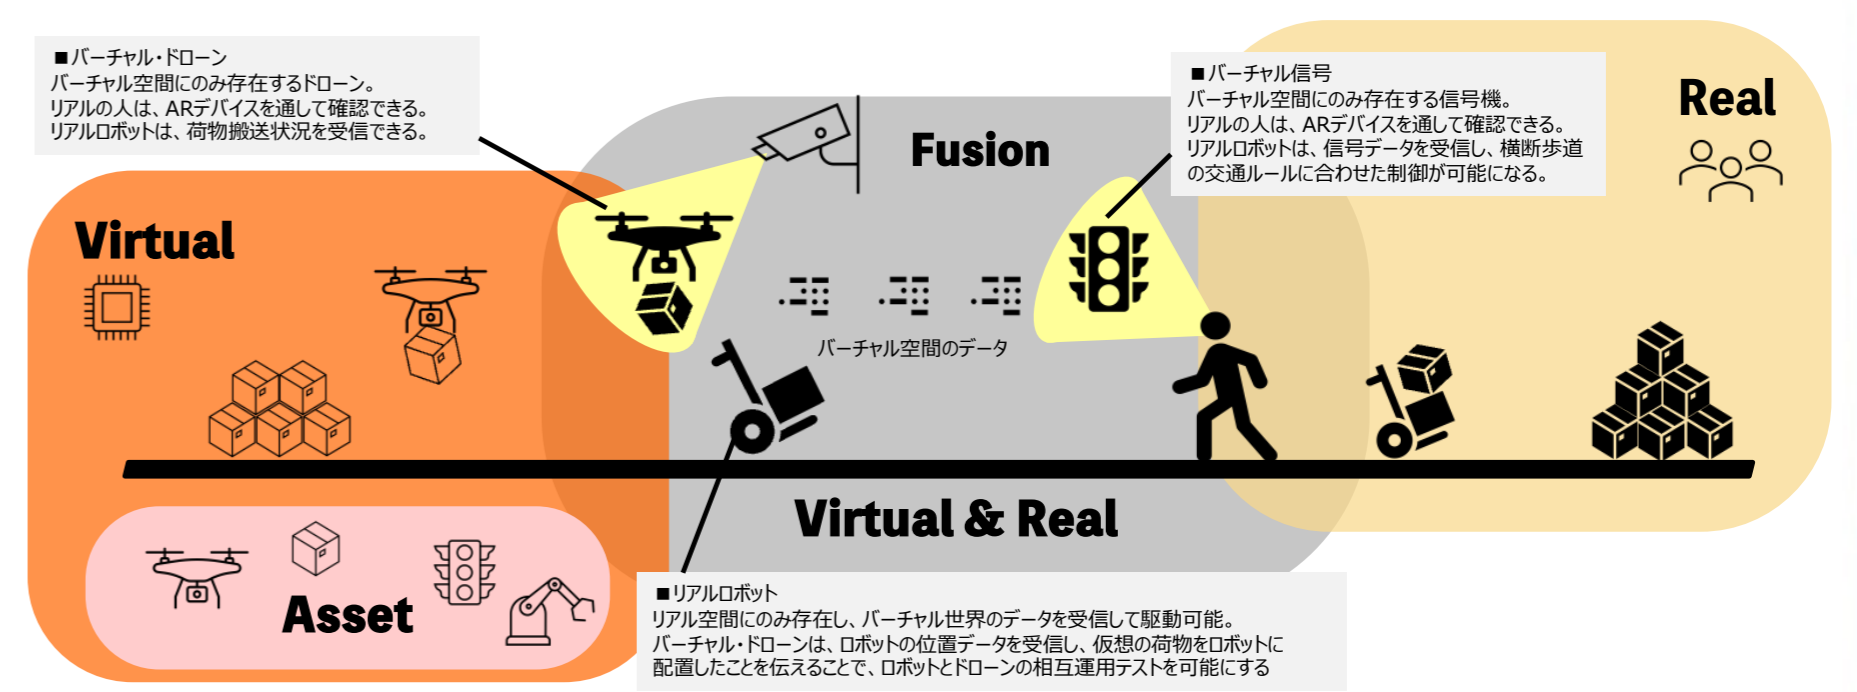 ■バーチャル・ドローン
バーチャル空間にのみ存在するドローン。
リアルの人は、ARデバイスを通して確認できる。
リアルロボットは、荷物搬送状況を受信できる。
■バーチャル信号
バーチャル空間にのみ存在する信号機。
リアルの人は、ARデバイスを通して確認できる。
リアルロボットは、信号データを受信し、横断歩道
の交通ルールに合わせた制御が可能になる。
Real
Fusion
Virtual
バーチャル空間のデータ
Virtual & Real
Asset
■リアルロボット
リアル空間にのみ存在し、バーチャル世界のデータを受信して駆動可能。
バーチャル・ドローンは、ロボットの位置データを受信し、仮想の荷物をロボットに
配置したことを伝えることで、ロボットとドローンの相互運用テストを可能にする